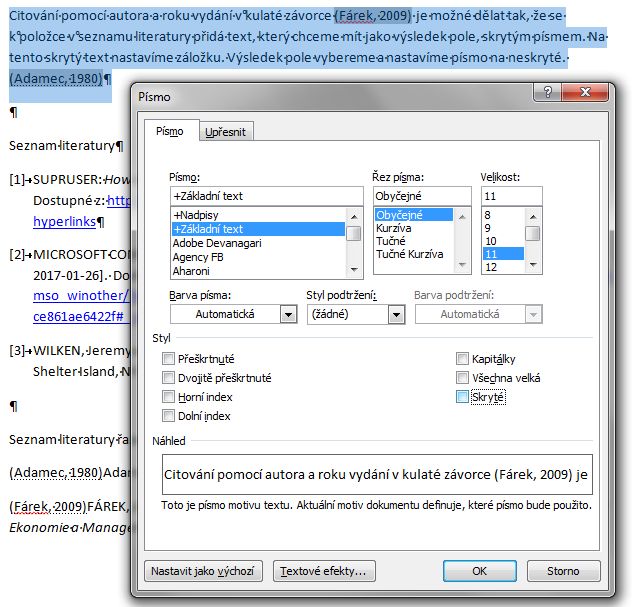 Citování pomocí autora a roku vydání v kulaté závorce (Fárek, 2009) je možné dělat tak, že se
k položce v seznamu literatury přidá text, který chceme mít jako výsledek pole, skrytým písmem. Na
tento skrytý text nastavíme záložku. Výsledek pole vybereme a nastavíme písmo na neskryté.
(Adamec, 1980)¶
¶
Seznam literatury¶
[1] SUPRUSER: How
Dostupné z: http
hyperlinks¶
[2] MICROSOFT COR
2017-01-26]. Do
mso_winother/
ce861ae6422f#
[3] WILKEN, Jeremy
Shelter Island, N
¶
Seznam literatury řa
(Adamec, 1980)Adam
(Fárek, 2009)FÁREK,
Ekonomie a Manage
Písmo
?
Písmo
Upřesnit
Písmo:
Řez písma:
Velikost:
+Základní text
Obyčejné
11
+Nadpisy
+Základní text
Adobe Devanagari
Agency FB
Aharoni
Obyčejné
Kurzíva
Tučné
Tučné Kurzíva
8
9
10
11
12
Barva písma:
Styl podtržení:
Barva podtržení:
Automatická
(žádné)
Automatická
Styl
Přeškrtnuté
Dvojitě přeškrtnuté
Horní index
Dolní index
Kapitálky
Všechna velká
Skryté
Náhled
Citování pomocí autora a roku vydání v kulaté závorce (Fárek, 2009) je
Toto je písmo motivu textu. Aktuální motiv dokumentu definuje, které písmo bude použito.
Nastavit jako výchozí
Textové efekty...
OK
Storno